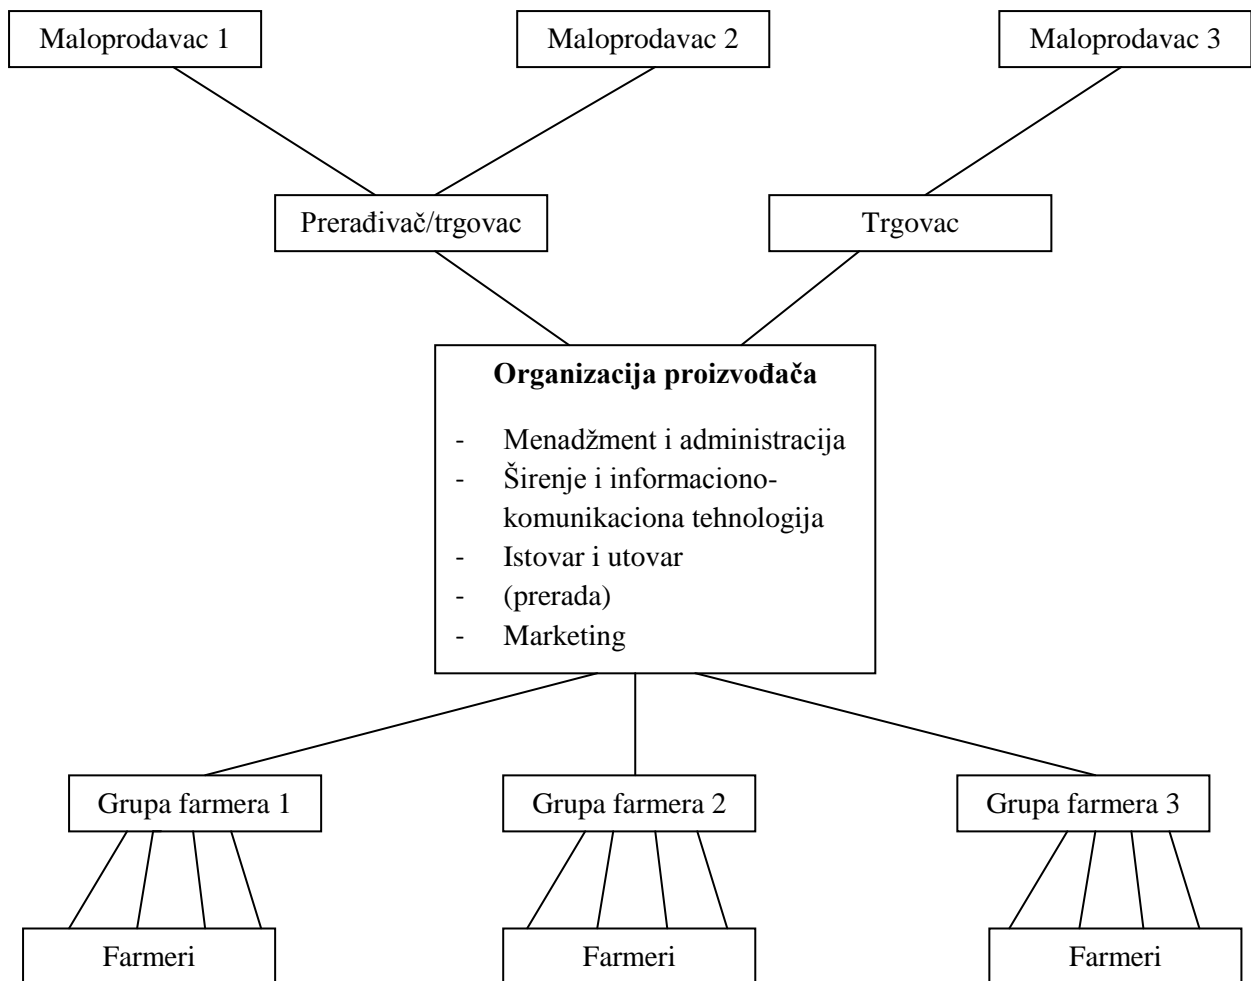 Maloprodavac 1
Maloprodavac 2
Maloprodavac 3
Prerađivač/trgovac
Trgovac
Organizacija proizvođača
- Menadžment i administracija
- Širenje i informaciono-
komunikaciona tehnologija
- Istovar i utovar
- (prerada)
- Marketing
Grupa farmera 1
Grupa farmera 2
Grupa farmera 3
Farmeri
Farmeri
Farmeri